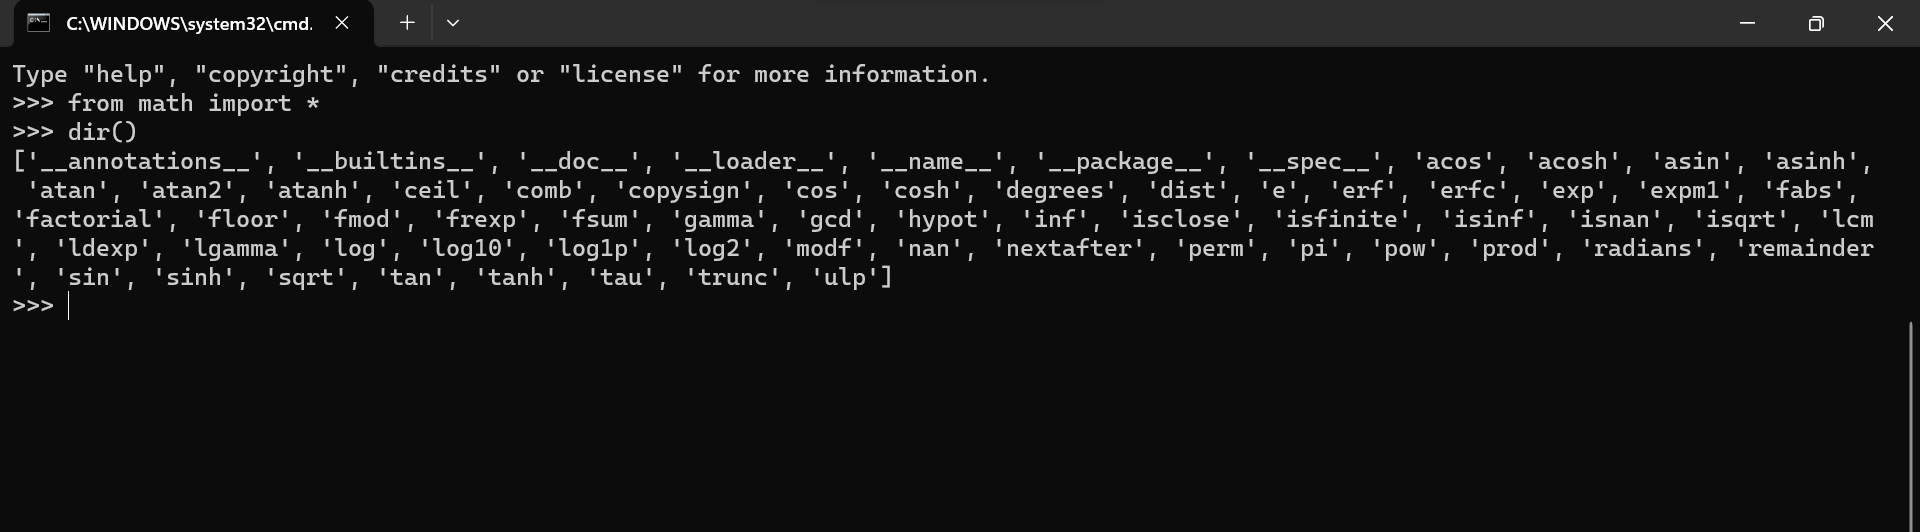 C:\WINDOWS\system32\cmd.
Type "help", "copyright", "credits" or "license" for more information.
>>> from math import *
>>> dir()
['__annotations__', '__builtins__', '__doc__', '__loader__', '__name__', '__package__', '__spec__', 'acos', 'acosh', 'asin', 'asinh',
 'atan', 'atan2', 'atanh', 'ceil', 'comb', 'copysign', 'cos', 'cosh', 'degrees', 'dist', 'e', 'erf', 'erfc', 'exp', 'expm1', 'fabs',
'factorial', 'floor', 'fmod', 'frexp', 'fsum', 'gamma', 'gcd', 'hypot', 'inf', 'isclose', 'isfinite', 'isinf', 'isnan', 'isqrt', 'lcm
', 'ldexp', 'lgamma', 'log', 'log10', 'log1p', 'log2', 'modf', 'nan', 'nextafter', 'perm', 'pi', 'pow', 'prod', 'radians', 'remainder
', 'sin', 'sinh', 'sqrt', 'tan', 'tanh', 'tau', 'trunc', 'ulp']
>>>